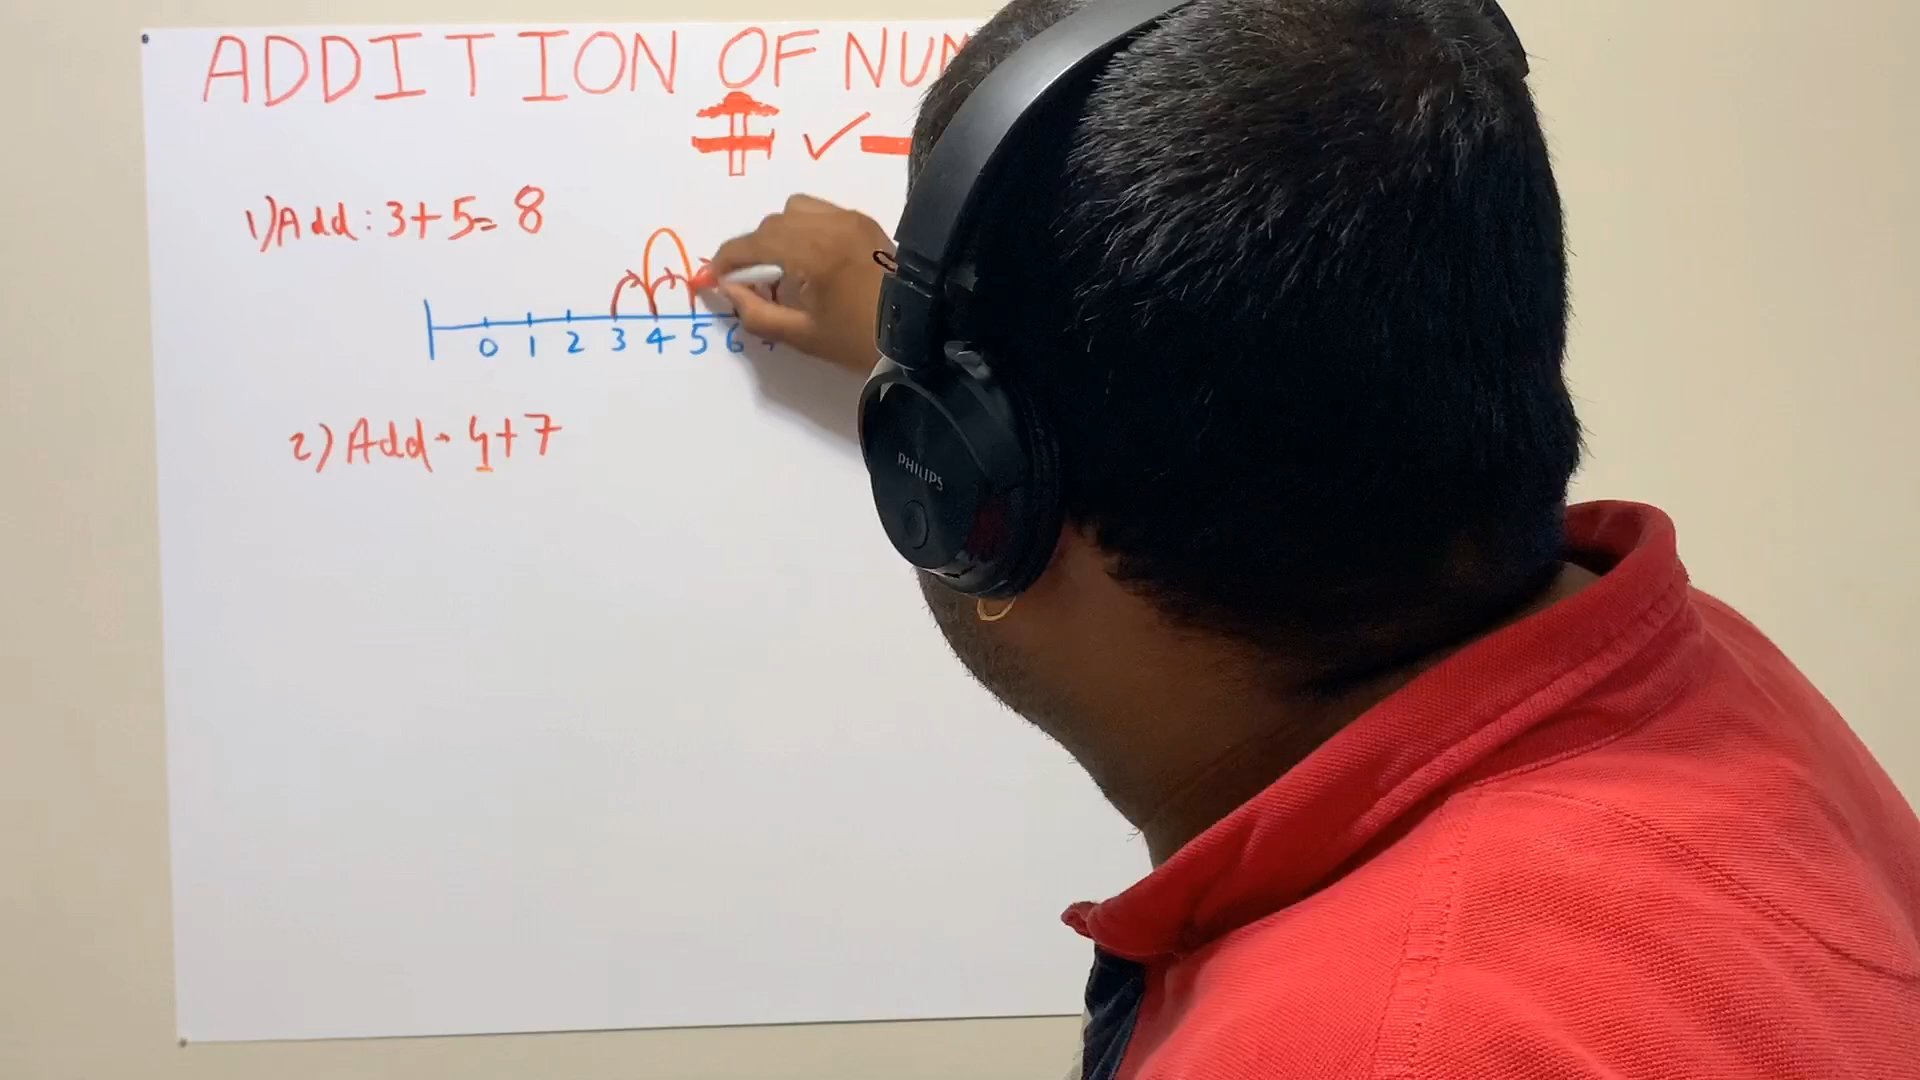 ADDITION OF NUM
1) Add: 3+5= 8
0 1 2 3 4 5 6
2) Add- 4+7
PHILIPS